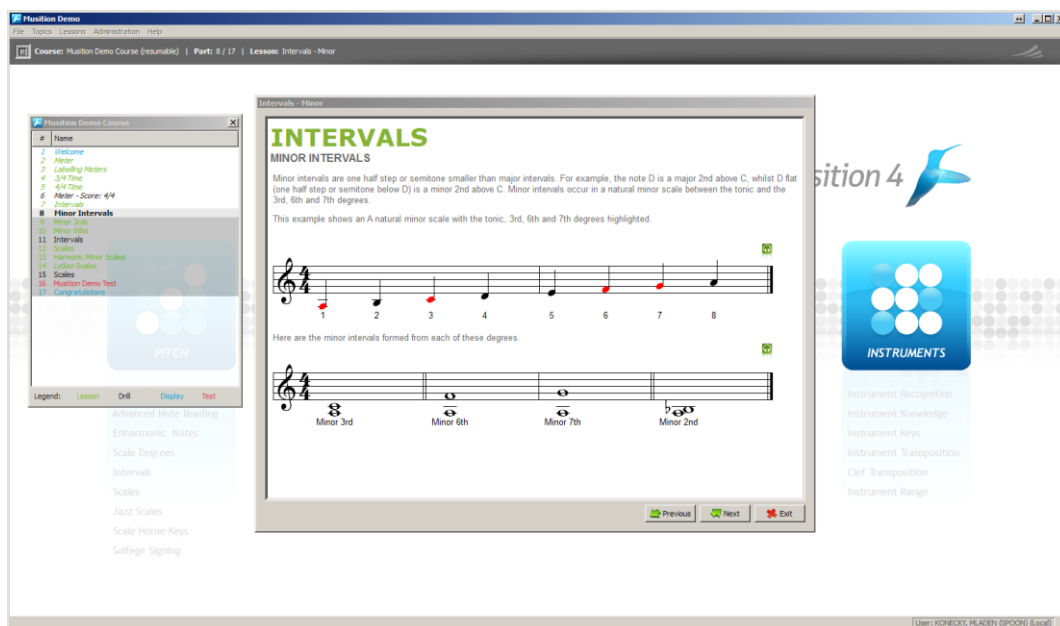 Musition Demo
File Topics Lessons Administration Help
Course: Musition Demo Course (resumable) | Part: 8 / 17 | Lesson: Intervals - Minor
Musition Demo Course
# Name
1 Welcome
2 Meter
3 Labelling Meters
4 3/4 Time
5 4/4 Time
6 Meter - Score: 4/4
7 Intervals
8 Minor Intervals
9 Minor 3rds
10 Minor 6ths
11 Intervals
12 Scales
13 Harmonic Minor Scales
14 Lydian Scales
15 Scales
16 Musition Demo Test
17 Congratulations
Legend: Lesson Drill Display Test
PITCH
Advanced Note Reading
Enharmonic Notes
Scale Degrees
Intervals
Scales
Jazz Scales
Scale Home Keys
Solfege Signing
Intervals - Minor
INTERVALS
MINOR INTERVALS
Minor intervals are one half step or semitone smaller than major intervals. For example, the note D is a major 2nd above C, whilst D flat
(one half step or semitone below D) is a minor 2nd above C. Minor intervals occur in a natural minor scale between the tonic and the
3rd, 6th and 7th degrees.
This example shows an A natural minor scale with the tonic, 3rd, 6th and 7th degrees highlighted.
4
4
1 2 3 4 5 6 7 8
Here are the minor intervals formed from each of these degrees.
4
4
Minor 3rd Minor 6th Minor 7th Minor 2nd
Previous Next Exit
sition 4
INSTRUMENTS
Instrument Recognition
Instrument Knowledge
Instrument Keys
Instrument Transposition
Clef Transposition
Instrument Range
User: KONECKY, MLADEN (SPOON) (Local)